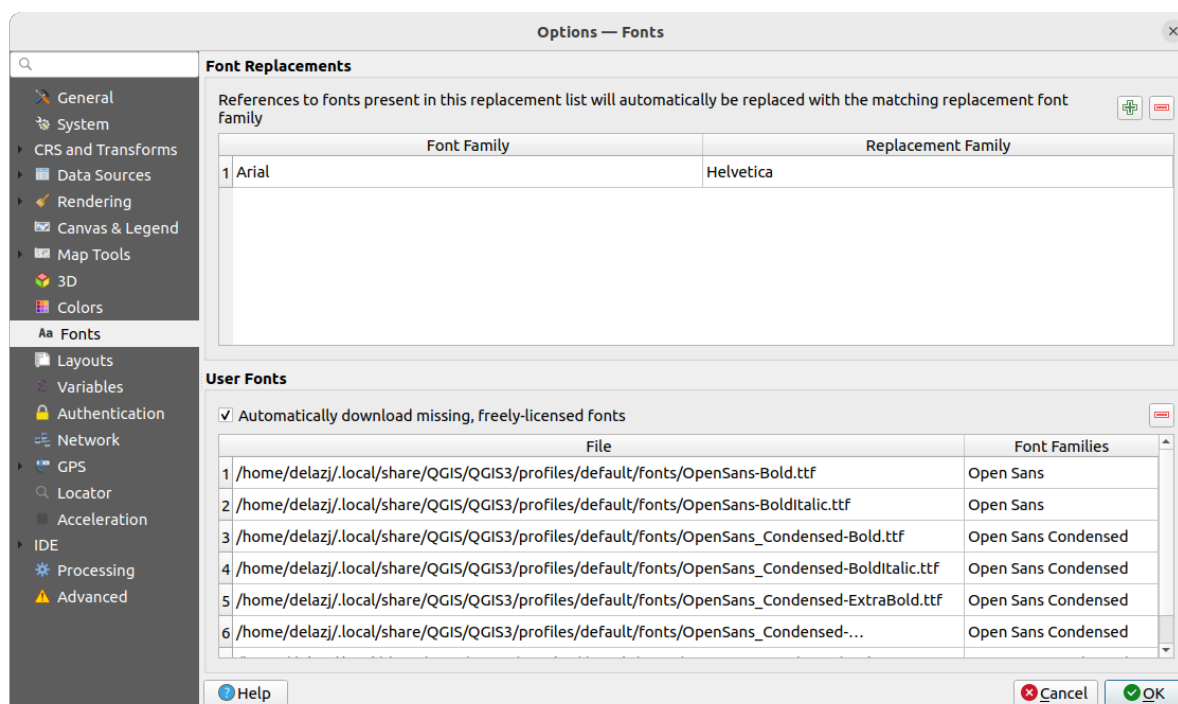 Options — Fonts
General
System
CRS and Transforms
Data Sources
Rendering
Canvas & Legend
Map Tools
3D
Colors
Aa Fonts
Layouts
Variables
Authentication
Network
GPS
Locator
Acceleration
IDE
Processing
Advanced
Font Replacements
References to fonts present in this replacement list will automatically be replaced with the matching replacement font
family
Font Family Replacement Family
1 Arial Helvetica
User Fonts
Automatically download missing, freely-licensed fonts
File Font Families
1 /home/delazj/.local/share/QGIS/QGIS3/profiles/default/fonts/OpenSans-Bold.ttf Open Sans
2 /home/delazj/.local/share/QGIS/QGIS3/profiles/default/fonts/OpenSans-BoldItalic.ttf Open Sans
3 /home/delazj/.local/share/QGIS/QGIS3/profiles/default/fonts/OpenSans_Condensed-Bold.ttf Open Sans Condensed
4 /home/delazj/.local/share/QGIS/QGIS3/profiles/default/fonts/OpenSans_Condensed-BoldItalic.ttf Open Sans Condensed
5 /home/delazj/.local/share/QGIS/QGIS3/profiles/default/fonts/OpenSans_Condensed-ExtraBold.ttf Open Sans Condensed
6 /home/delazj/.local/share/QGIS/QGIS3/profiles/default/fonts/OpenSans_Condensed-... Open Sans Condensed
Help Cancel OK